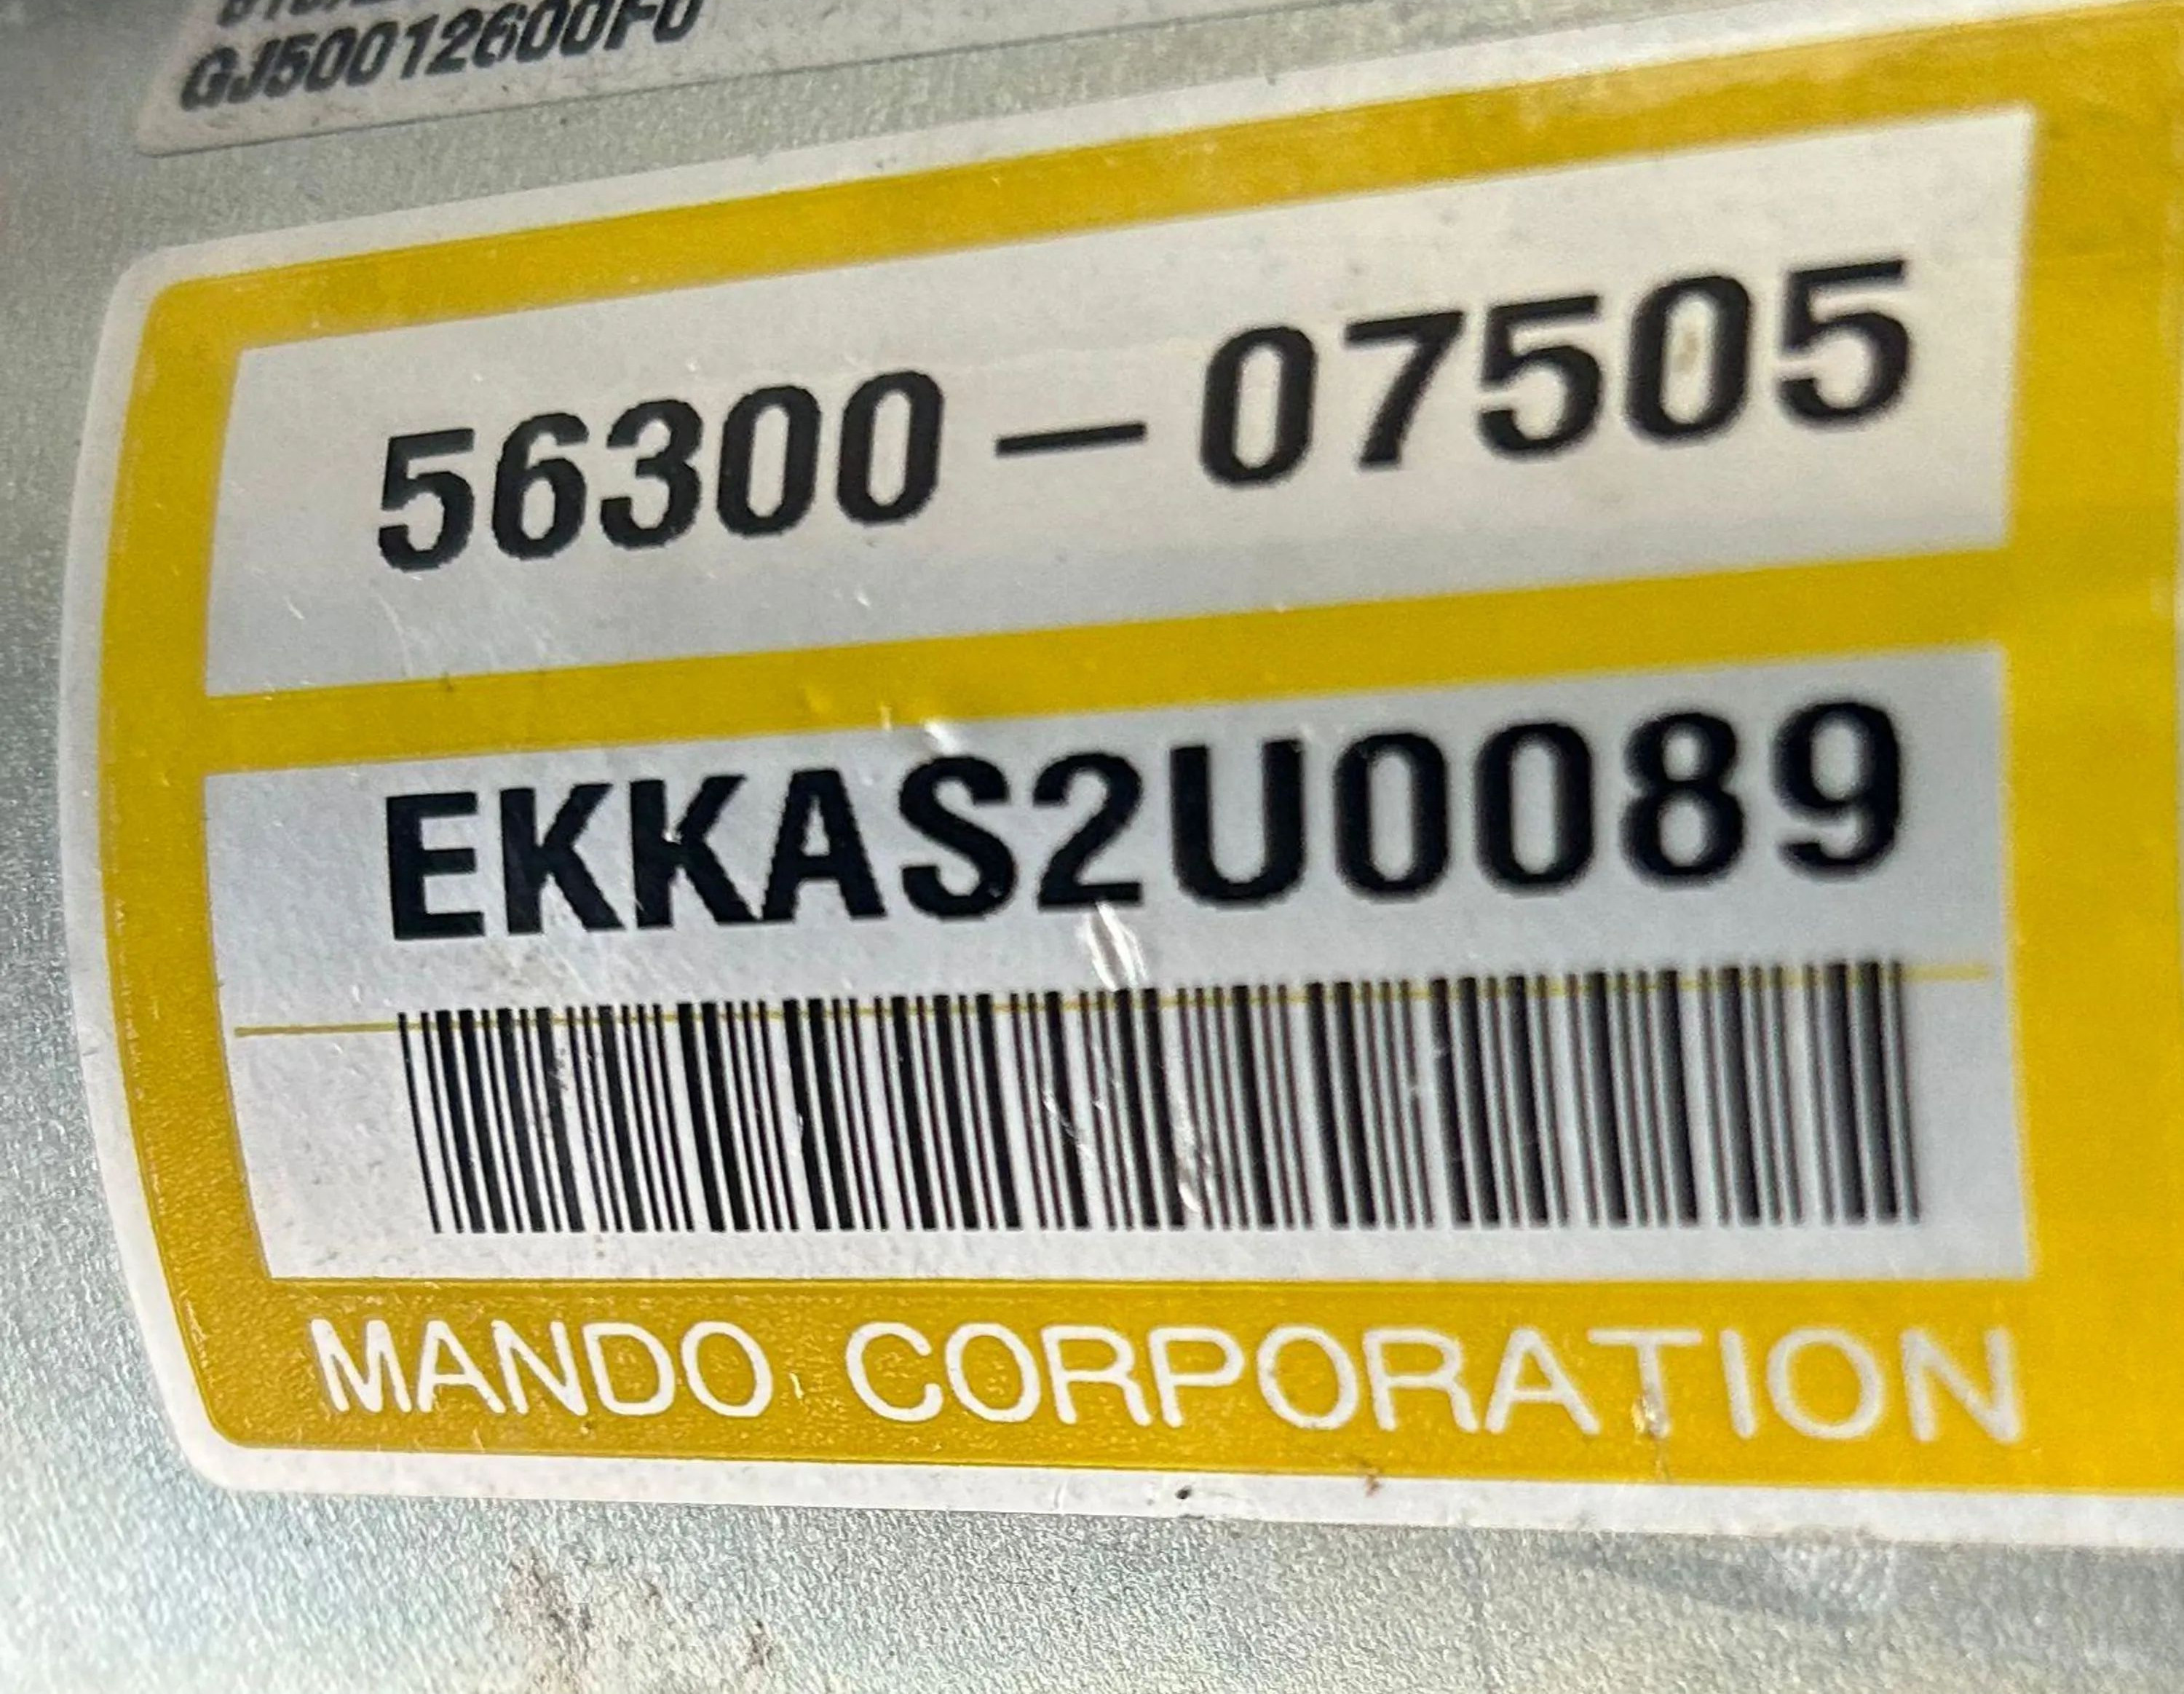 GJ50012600F0
56300-07505
EKKAS2U0089
MANDO CORPORATION